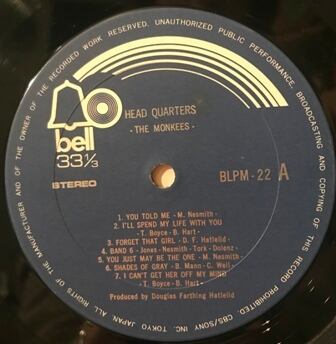 ALL RIGHTS OF THE MANUFACTURER AND OF THE OWNER OF THE RECORDED WORK RESERVED. UNAUTHORIZED PUBLIC PERFORMANCE, BROADCASTING AND COPYING OF THIS RECORD PROHIBITED CBS/SONY INC. TOKYO JAPAN.
HEAD QUARTERS
- THE MONKEES -
bell
33 1/3
STEREO
BLPM - 22 A
1. YOU TOLD ME - M. Nesmith
2. I'LL SPEND MY LIFE WITH YOU
- T. Boyce - B. Hart
3. FORGET THAT GIRL - D. F. Hatfelid
4. BAND 6 - Jones - Nesmith - Tork - Dolenz
5. YOU JUST MAY BE THE ONE - M. Nesmith
6. SHADES OF GRAY - B. Mann - C. Weil -
7. I CAN'T GET HER OFF MY MIND
T. Boyce - B. Hart -
Produced by Douglas Farthing Hatfelid